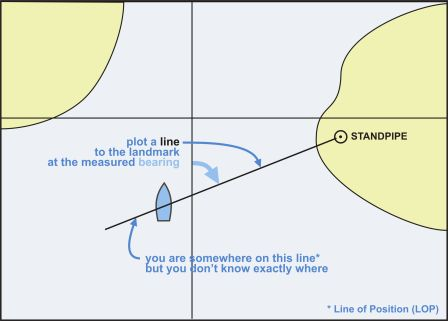 plot a line
to the landmark
at the measured bearing
STANDPIPE
you are somewhere on this line*
but you don't know exactly where
* Line of Position (LOP)